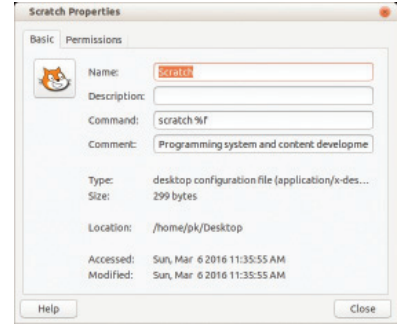 Scratch Properties
Basic Permissions
Name: Scratch
Description:
Command: scratch %f
Comment: Programming system and content developme
Type: desktop configuration file (application/x-des...
Size: 299 bytes
Location: /home/pk/Desktop
Accessed: Sun, Mar 6 2016 11:35:55 AM
Modified: Sun, Mar 6 2016 11:35:55 AM
Help Close